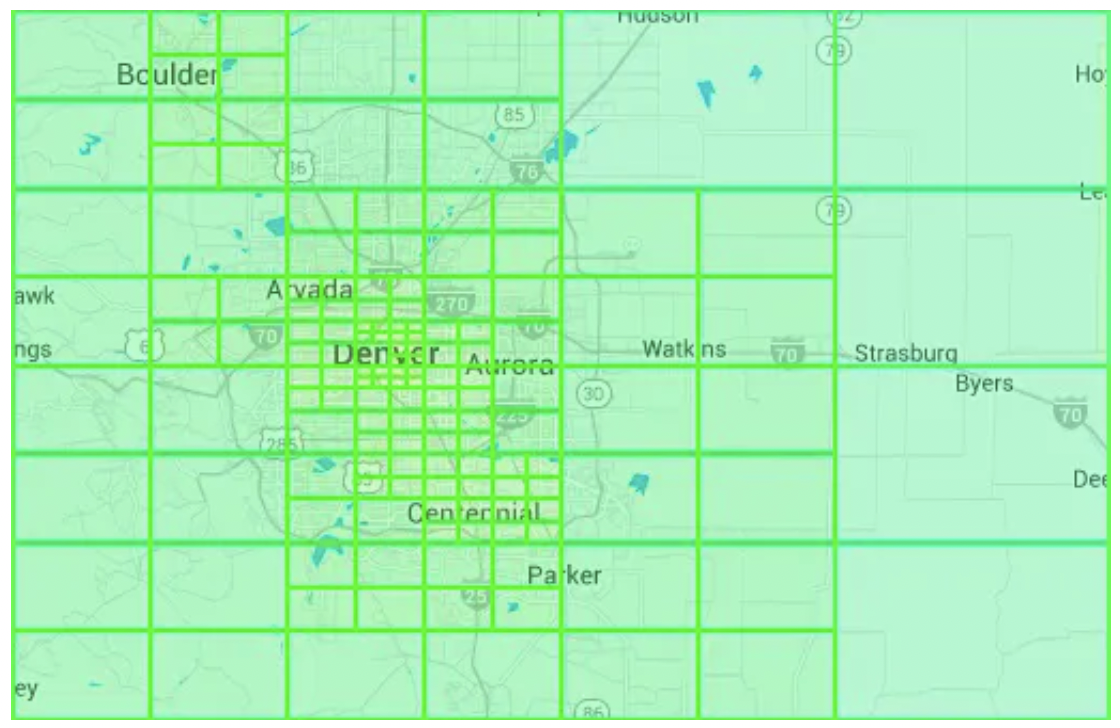 Hudson
52
79
Boulder
Ho
85
36
76
Le
79
Arvada
awk
270
70
6
70
ngs
Denver
Aurora
Watkins
70
Strasburg
Byers
30
70
225
285
Dee
Centennial
Parker
25
ey
86